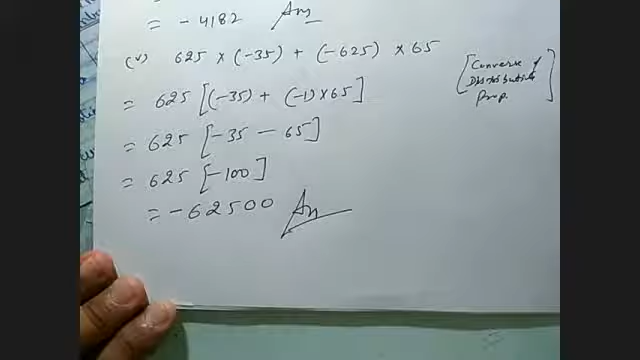 = -4182 Ans
(v) 625 × (-35) + (-625) × 65
= 625 [(-35) + (-1) × 65] [Converse of Distributive Prop.]
= 625 [-35 - 65]
= 625 [-100]
= -62500 Ans